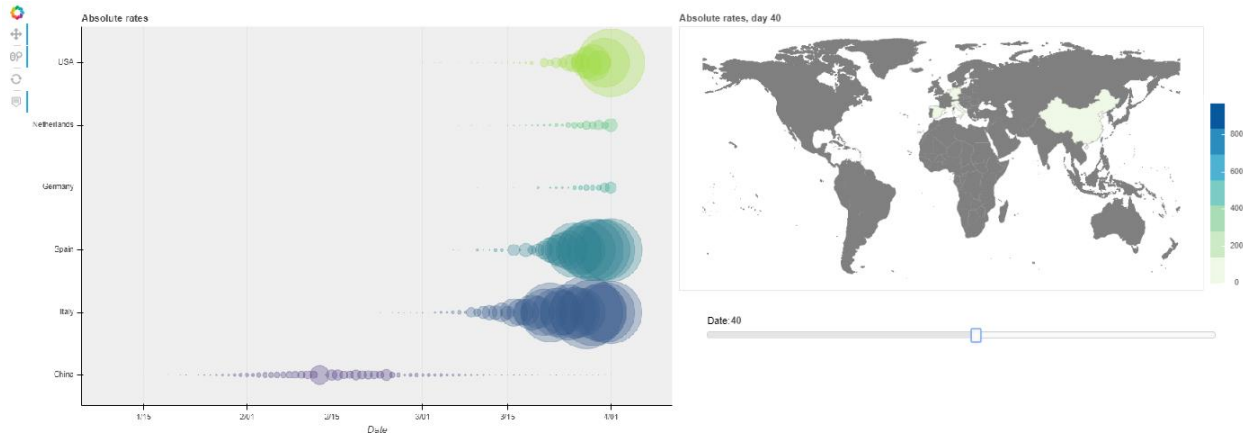 Absolute rates
USA
Netherlands
Germany
Spain
Italy
China
1/15
2/01
2/15
3/01
3/15
4/01
Date
Absolute rates, day 40
800
600
400
200
0
Date:40